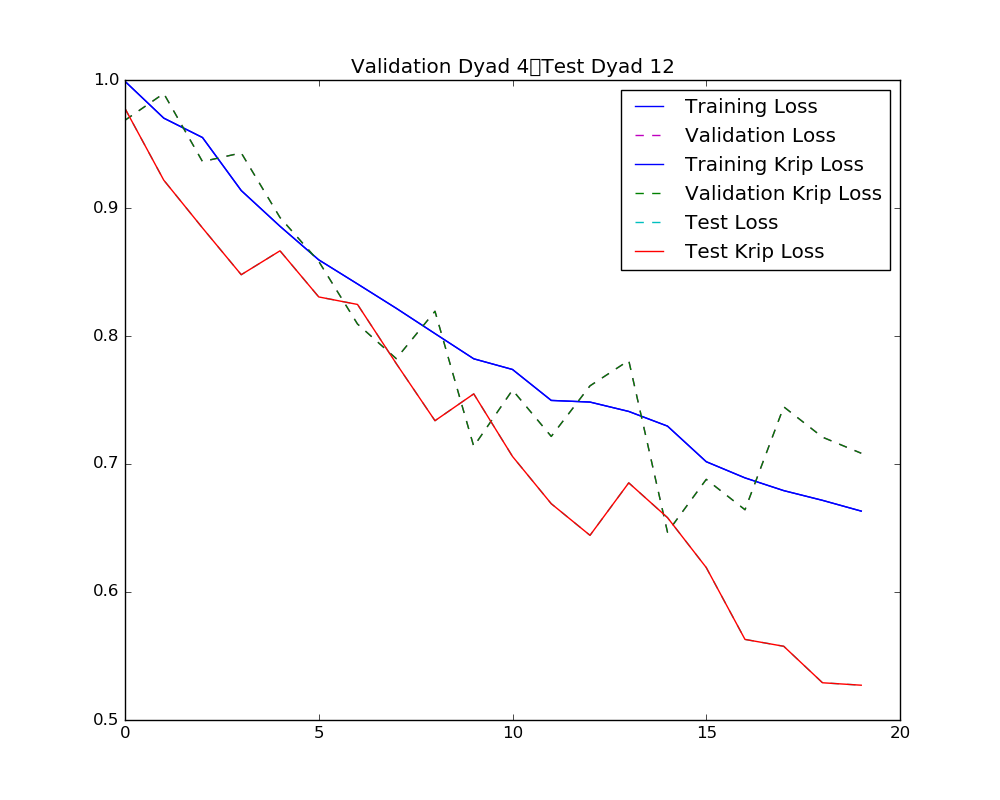 Validation Dyad 4□Test Dyad 12
1.0
0.9
0.8
0.7
0.6
0.5
0
5
10
15
20
Training Loss
Validation Loss
Training Krip Loss
Validation Krip Loss
Test Loss
Test Krip Loss